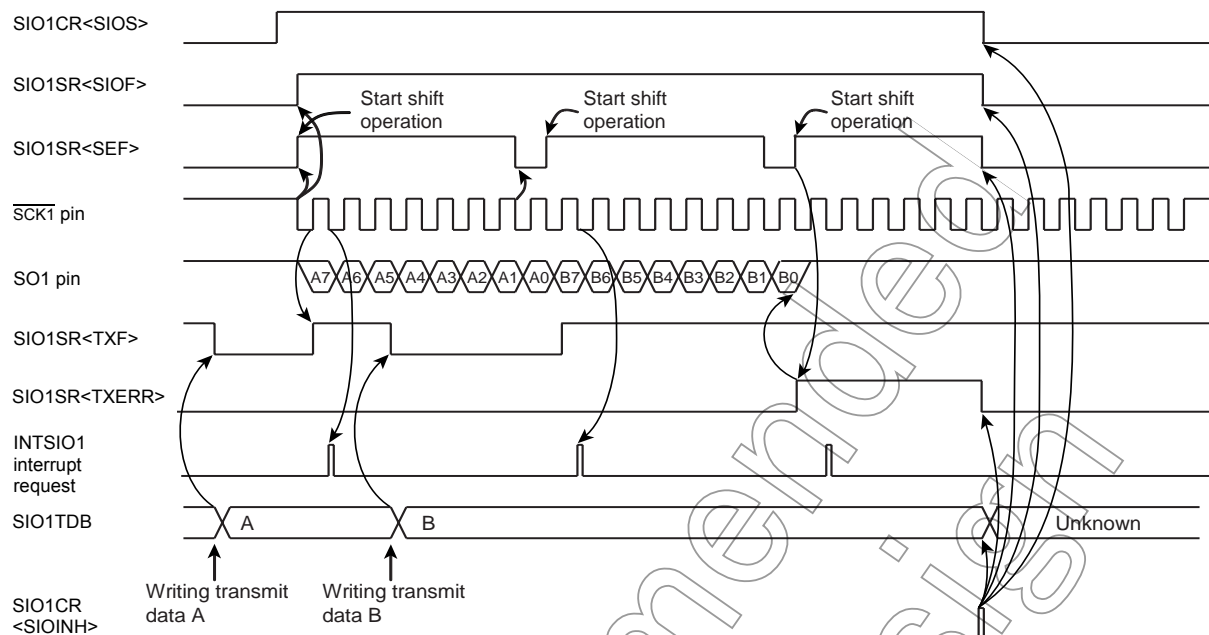 SIO1CR<SIOS>
SIO1SR<SIOF>
Start shift
operation
Start shift
operation
Start shift
operation
SIO1SR<SEF>
SCK1 pin
SO1 pin
A7 A6 A5 A4 A3 A2 A1 A0 B7 B6 B5 B4 B3 B2 B1 B0
SIO1SR<TXF>
SIO1SR<TXERR>
INTSIO1
interrupt
request
SIO1TDB
A
B
Unknown
Writing transmit
data A
Writing transmit
data B
SIO1CR
<SIOINH>